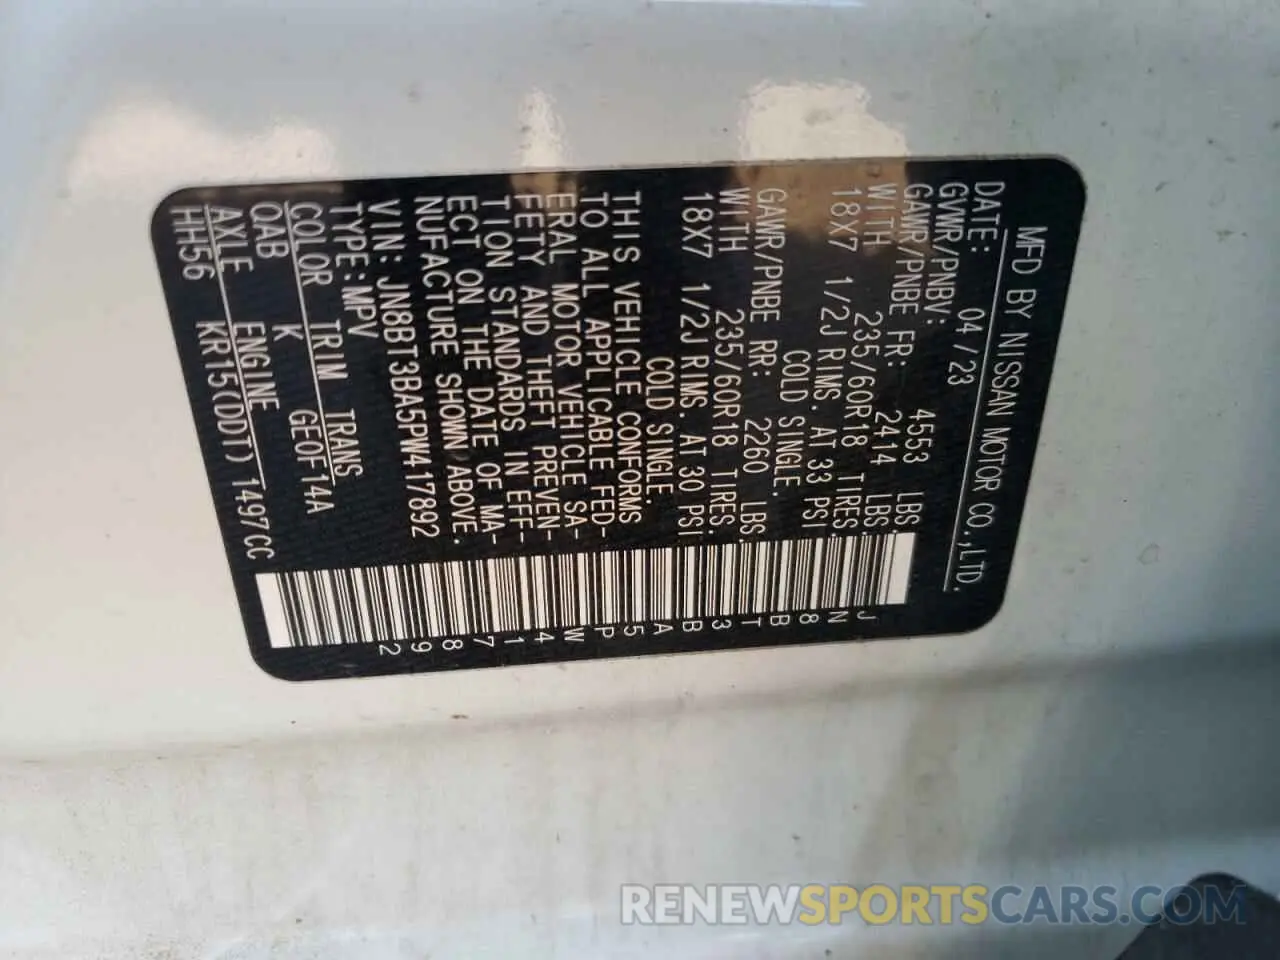 MFD BY NISSAN MOTOR CO.,LTD.
DATE: 04/23
GVWR/PNBV: 4553 LBS.
GAWR/PNBE FR: 2414 LBS.
WITH 235/60R18 TIRES.
18X7 1/2J RIMS. AT 33 PSI
COLD SINGLE.
GAWR/PNBE RR: 2260 LBS.
WITH 235/60R18 TIRES.
18X7 1/2J RIMS. AT 30 PSI
COLD SINGLE.
THIS VEHICLE CONFORMS
TO ALL APPLICABLE FED-
ERAL MOTOR VEHICLE SA-
FETY AND THEFT PREVEN-
TION STANDARDS IN EFF-
ECT ON THE DATE OF MA-
NUFACTURE SHOWN ABOVE.
VIN: JN8BT3BA5PW417892
TYPE: MPV
COLOR TRIM TRANS
QAB K GE0F14A
AXLE ENGINE
HH56 KR15(DDT) 1497CC
JN8BT3BA5PW417892
RENEWSPORTSCARS.COM